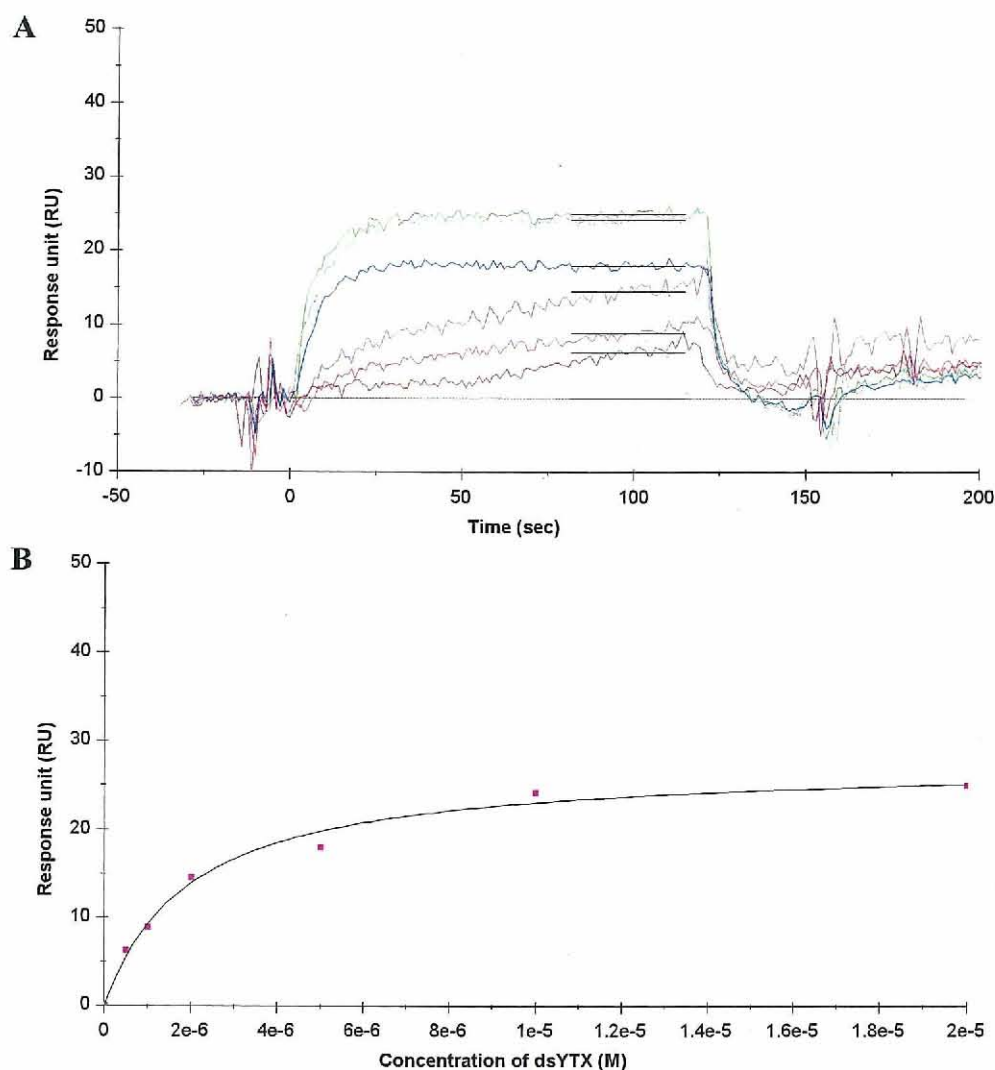 A
50
40
30
20
10
0
-10
Response unit (RU)
-50
0
50
100
150
200
Time (sec)
B
50
40
30
20
10
0
Response unit (RU)
0
2e-6
4e-6
6e-6
8e-6
1e-5
1.2e-5
1.4e-5
1.6e-5
1.8e-5
2e-5
Concentration of dsYTX (M)